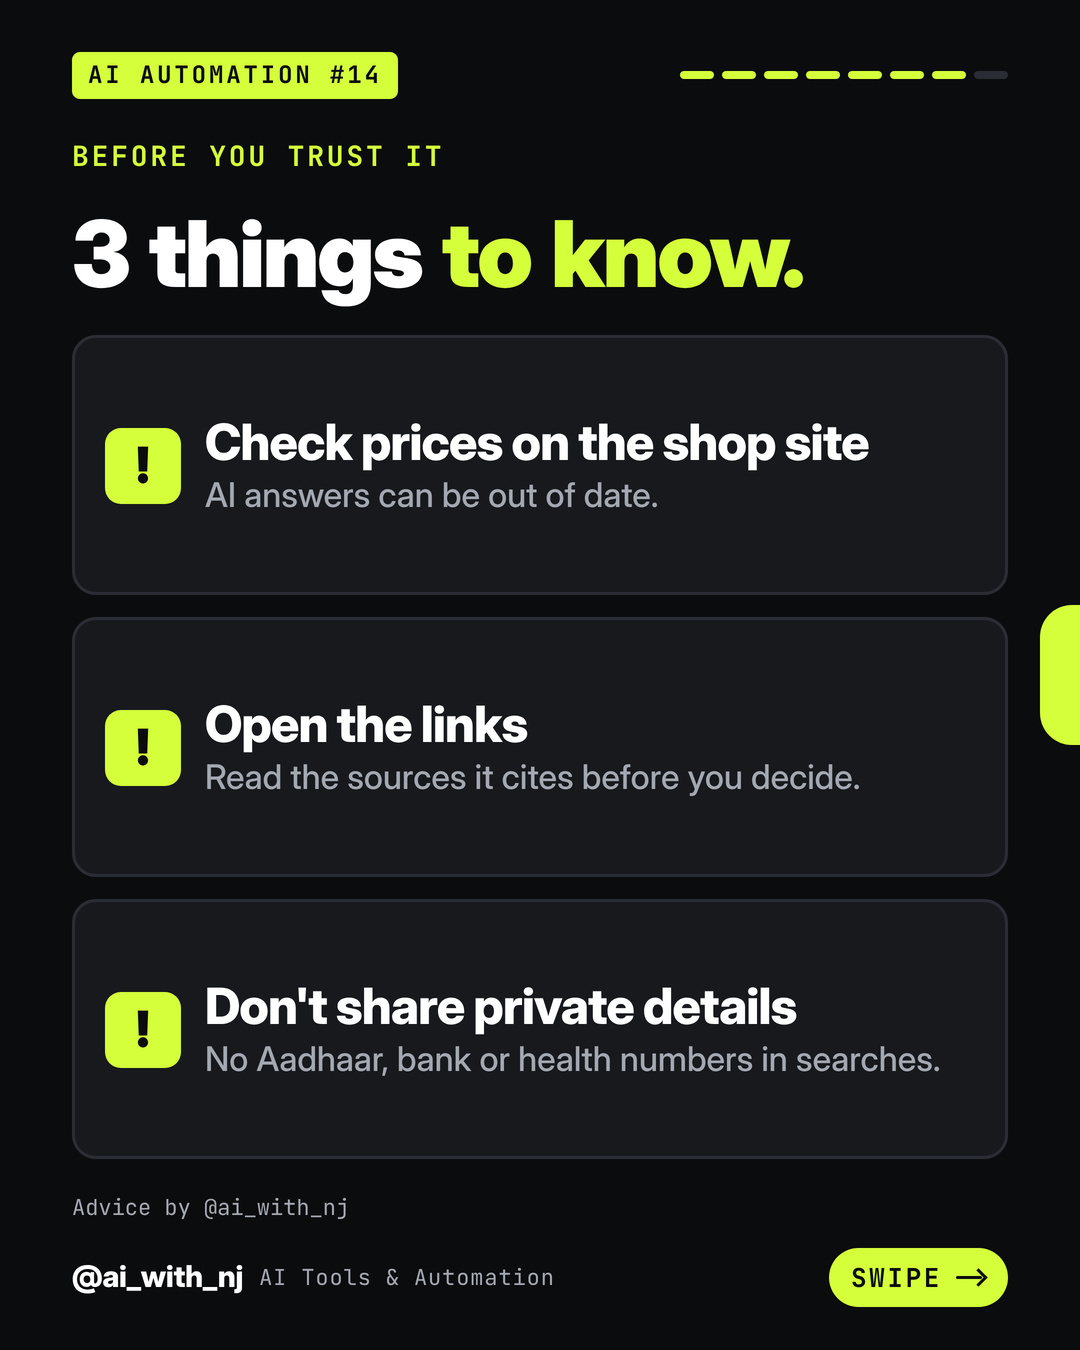 AI AUTOMATION #14
BEFORE YOU TRUST IT
3 things to know.
!
Check prices on the shop site
AI answers can be out of date.
!
Open the links
Read the sources it cites before you decide.
!
Don't share private details
No Aadhaar, bank or health numbers in searches.
Advice by @ai_with_nj
@ai_with_nj AI Tools & Automation
SWIPE →